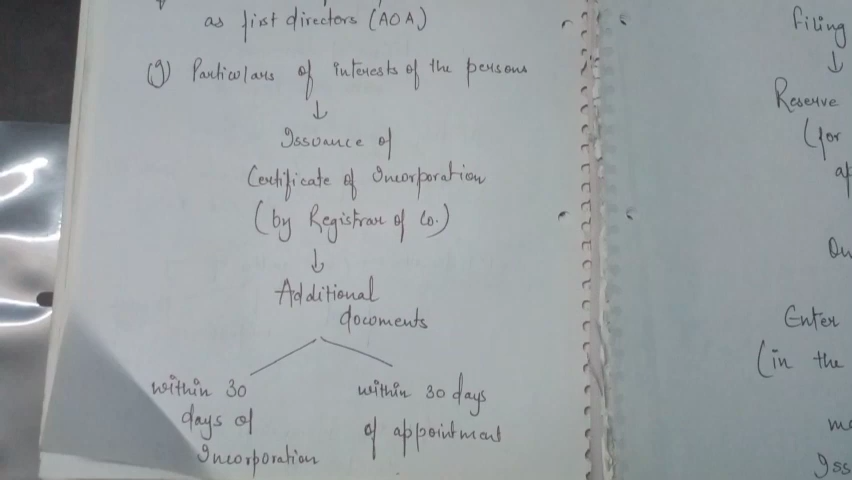 as first directors (AOA)
(g) Particulars of interests of the persons
↓
Issuance of
Certificate of Incorporation
(by Registrar of Co.)
↓
Additional
documents
within 30
days of
Incorporation
within 30 days
of appointment
filing
↓
Reserve
(for
Enter
(in the